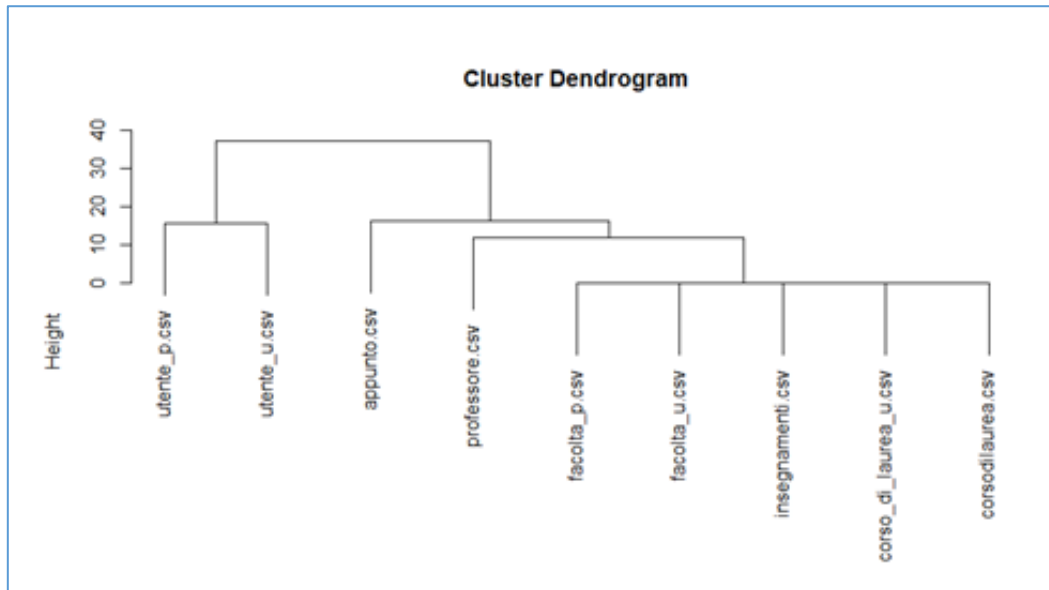 Cluster Dendrogram
40
30
20
10
0
Height
utente_p.csv
utente_u.csv
appunto.csv
professore.csv
facolta_p.csv
facolta_u.csv
insegnamenti.csv
corso_di_laurea_u.csv
corsodilaurea.csv